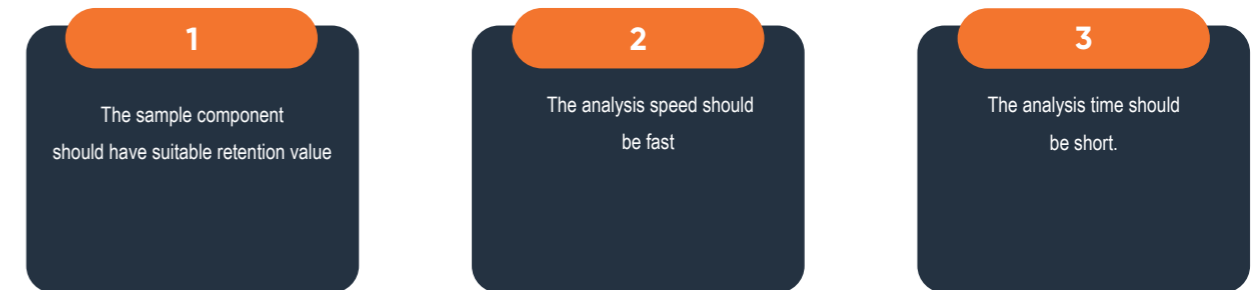 1
The sample component
should have suitable retention value
2
The analysis speed should
be fast
3
The analysis time should
be short.